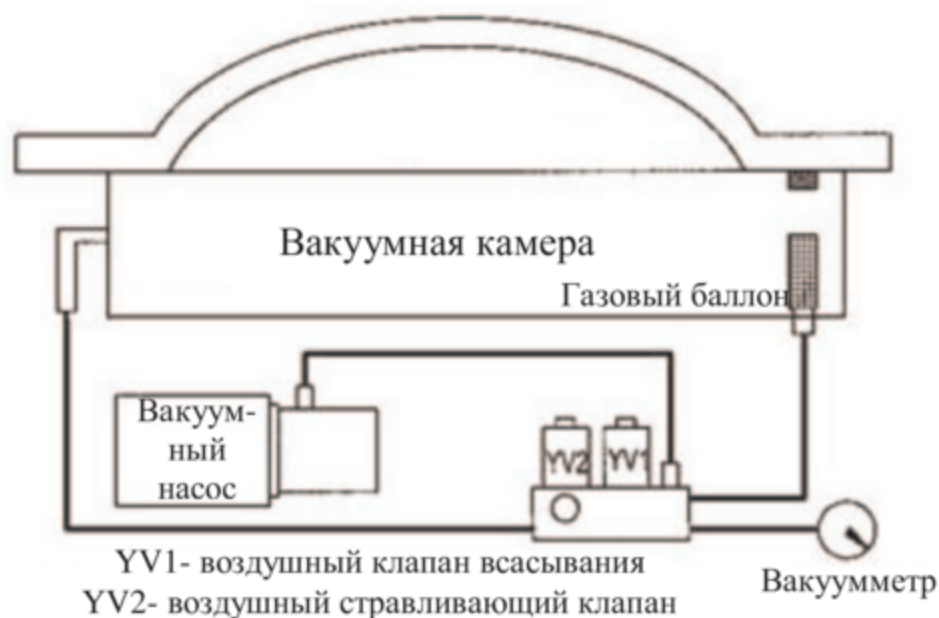 Вакуумная камера
Газовый баллон
Вакуум-
ный
насос
YV2 YV1
YV1- воздушный клапан всасывания
YV2- воздушный стравливающий клапан
Вакуумметр